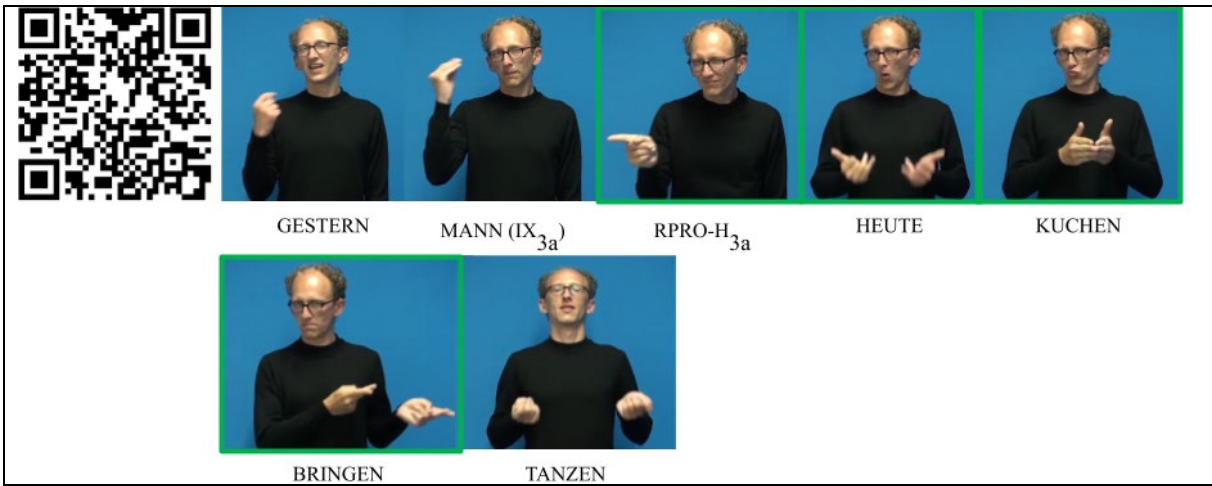 GESTERN MANN (IX3a) RPRO-H3a HEUTE KUCHEN
BRINGEN TANZEN